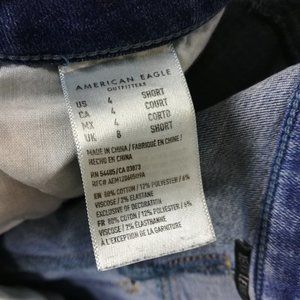 AMERICAN EAGLE
OUTFITTERS
US 4 SHORT
CA 4 COURT
MX 4 CORTO
UK 8 SHORT
MADE IN CHINA / FABRIQUÉ EN CHINE /
HECHO EN CHINA
RN 54485/CA 03873
EN 80% COTTON / 12% POLYESTER / 6%
VISCOSE / 2% ELASTANE
EXCLUSIVE OF DECORATION
FR 80% COTON / 12% POLYESTER / 6%
VISCOSE / 2% ÉLASTHANNE
À L'EXCEPTION DE LA GARNITURE